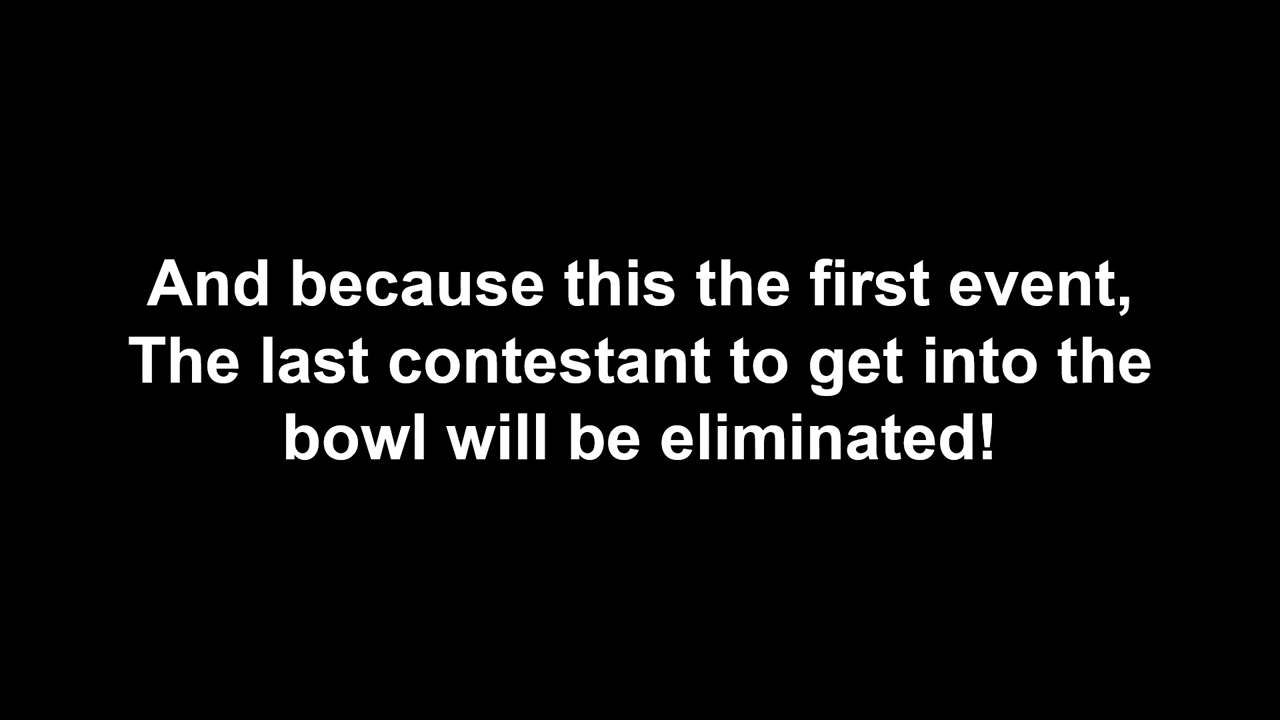 And because this the first event,
The last contestant to get into the
bowl will be eliminated!